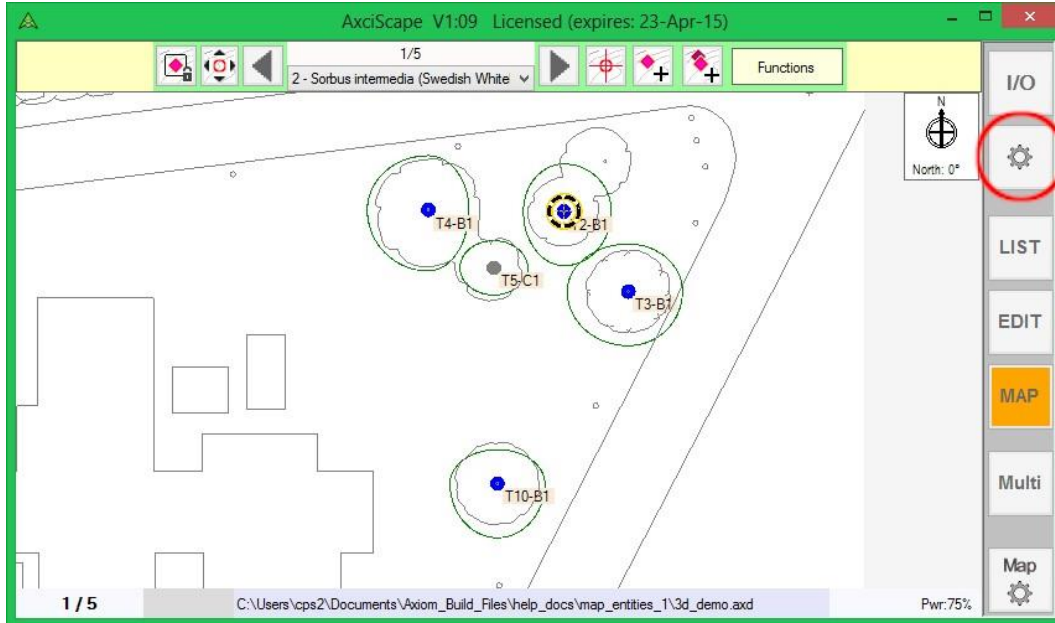 AxciScape V1:09 Licensed (expires: 23-Apr-15)
1/5
2 - Sorbus intermedia (Swedish White
Functions
I/O
N
North: 0°
LIST
EDIT
MAP
Multi
Map
T4-B1
T2-B1
T5-C1
T3-B1
T10-B1
1 / 5
C:\Users\cps2\Documents\Axiom_Build_Files\help_docs\map_entities_1\3d_demo.axd
Pwr:75%